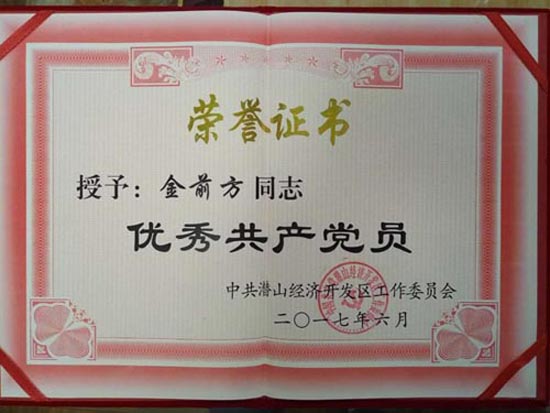 荣誉证书
授予：金前方同志
优秀共产党员
中共潜山经济开发区工作委员会
二〇一七年六月